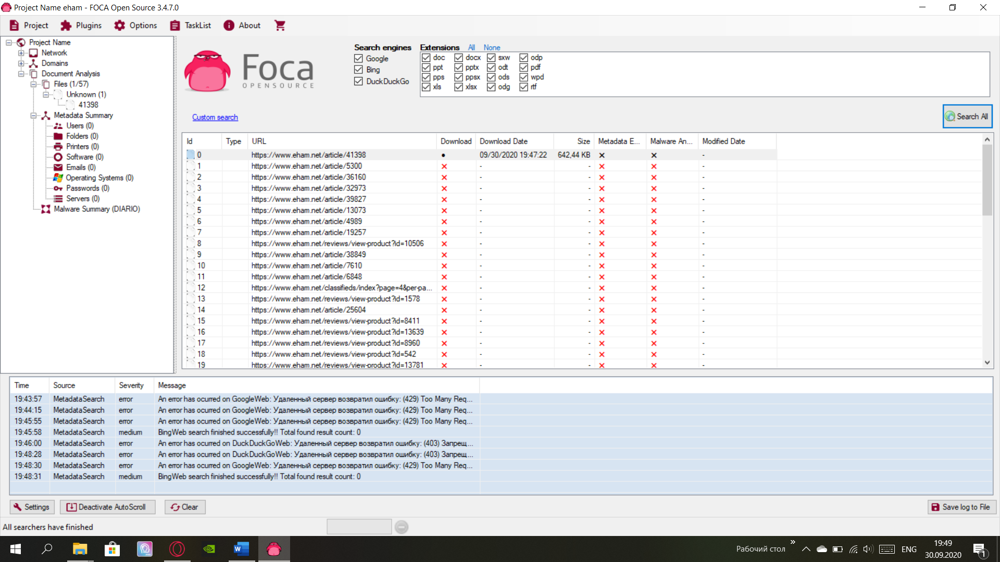 Project Name eham - FOCA Open Source 3.4.7.0
Project Plugins Options TaskList About
Project Name
Network
Domains
Document Analysis
Files (1/57)
Unknown (1)
41398
Metadata Summary
Users (0)
Folders (0)
Printers (0)
Software (0)
Emails (0)
Operating Systems (0)
Passwords (0)
Servers (0)
Malware Summary (DIARIO)
Foca
OPENSOURCE
Search engines
Google
Bing
DuckDuckGo
Extensions All None
doc docx sxw odp
ppt pptx odt pdf
pps ppsx ods wpd
xls xlsx odg rtf
Custom search
Search All
Id Type URL Download Download Date Size Metadata E... Malware An... Modified Date
0 https://www.eham.net/article/41398 09/30/2020 19:47:22 642,44 KB -
1 https://www.eham.net/article/5300 - - -
2 https://www.eham.net/article/36160 - - -
3 https://www.eham.net/article/32973 - - -
4 https://www.eham.net/article/39827 - - -
5 https://www.eham.net/article/13073 - - -
6 https://www.eham.net/article/4989 - - -
7 https://www.eham.net/article/19257 - - -
8 https://www.eham.net/reviews/view-product?id=10506 - - -
9 https://www.eham.net/article/38849 - - -
10 https://www.eham.net/article/7610 - - -
11 https://www.eham.net/article/6848 - - -
12 https://www.eham.net/classifieds/index?page=4&per-pa... - - -
13 https://www.eham.net/reviews/view-product?id=1578 - - -
14 https://www.eham.net/article/25604 - - -
15 https://www.eham.net/reviews/view-product?id=8411 - - -
16 https://www.eham.net/reviews/view-product?id=13639 - - -
17 https://www.eham.net/reviews/view-product?id=8960 - - -
18 https://www.eham.net/reviews/view-product?id=542 - - -
19 https://www.eham.net/reviews/view-product?id=13781 - - -
Time Source Severity Message
19:43:57 MetadataSearch error An error has ocurred on GoogleWeb: Удаленный сервер возвратил ошибку: (429) Too Many Req...
19:44:15 MetadataSearch error An error has ocurred on GoogleWeb: Удаленный сервер возвратил ошибку: (429) Too Many Req...
19:45:55 MetadataSearch error An error has ocurred on GoogleWeb: Удаленный сервер возвратил ошибку: (429) Too Many Req...
19:45:58 MetadataSearch medium BingWeb search finished successfully!! Total found result count: 0
19:46:00 MetadataSearch error An error has ocurred on DuckDuckGoWeb: Удаленный сервер возвратил ошибку: (403) Запрещ...
19:48:28 MetadataSearch error An error has ocurred on DuckDuckGoWeb: Удаленный сервер возвратил ошибку: (403) Запрещ...
19:48:30 MetadataSearch error An error has ocurred on GoogleWeb: Удаленный сервер возвратил ошибку: (429) Too Many Req...
19:48:31 MetadataSearch medium BingWeb search finished successfully!! Total found result count: 0
Settings Deactivate AutoScroll Clear Save log to File
All searchers have finished
Рабочий стол ENG 19:49
30.09.2020
1